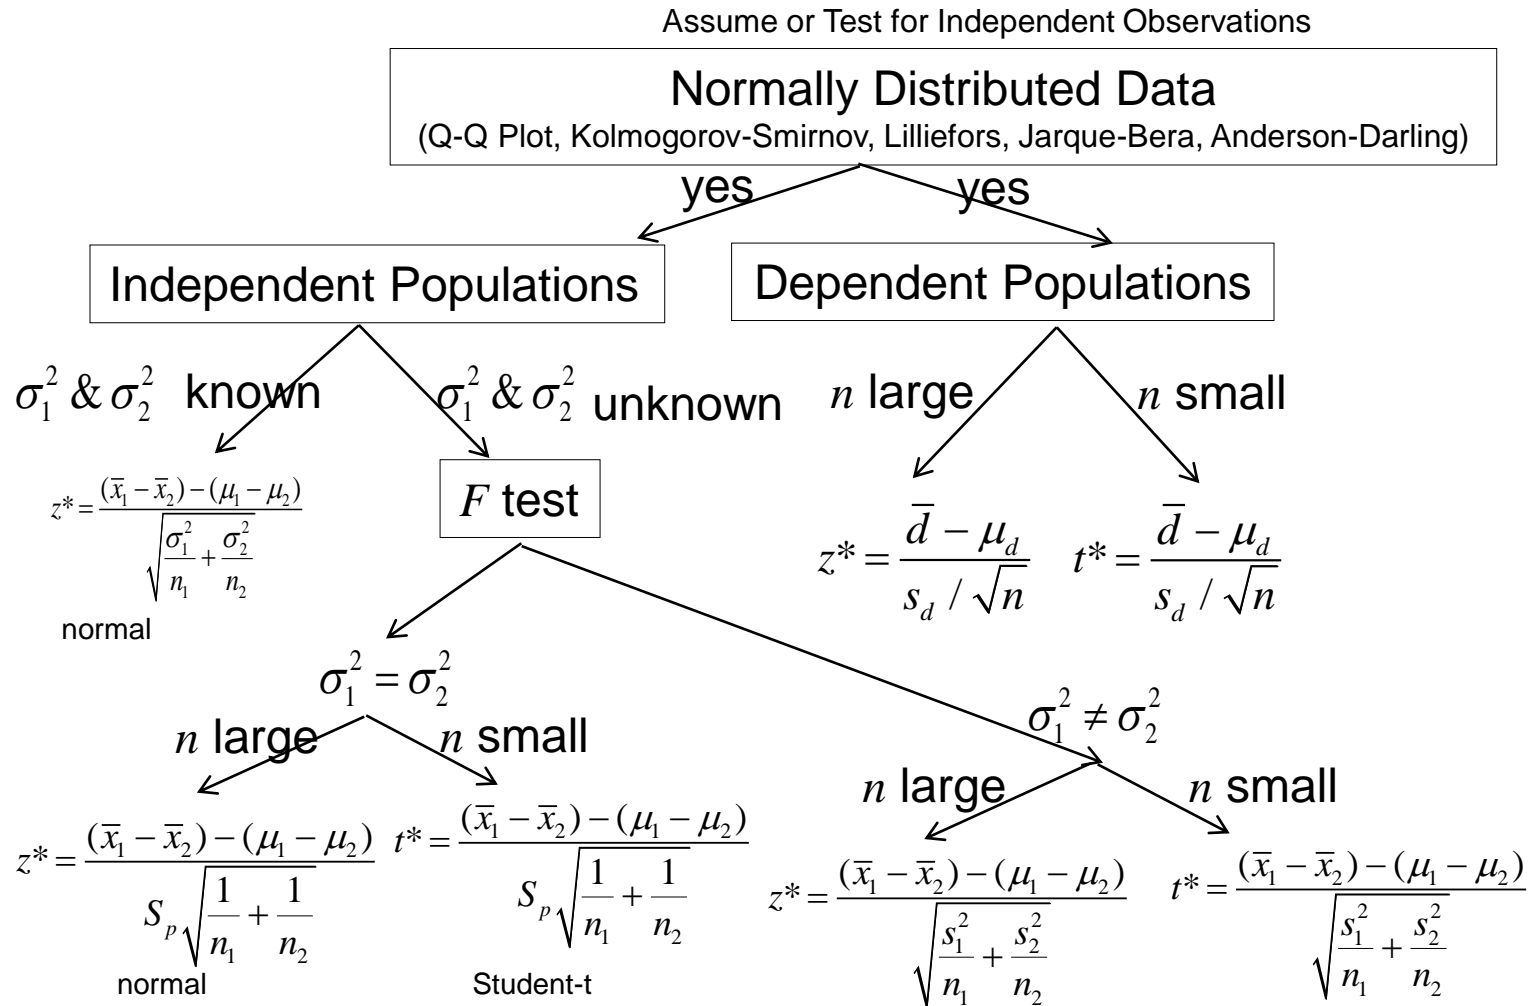 Assume or Test for Independent Observations
Normally Distributed Data
(Q-Q Plot, Kolmogorov-Smirnov, Lilliefors, Jarque-Bera, Anderson-Darling)
yes
yes
Independent Populations
Dependent Populations
σ₁² & σ₂² known
σ₁² & σ₂² unknown
n large
n small
z* = ((x̅₁ − x̅₂) − (μ₁ − μ₂)) / √(σ₁²/n₁ + σ₂²/n₂)
normal
F test
z* = (d̅ − μ_d) / (s_d / √n)
t* = (d̅ − μ_d) / (s_d / √n)
σ₁² = σ₂²
σ₁² ≠ σ₂²
n large
n small
n large
n small
z* = ((x̅₁ − x̅₂) − (μ₁ − μ₂)) / (S_p √(1/n₁ + 1/n₂))
normal
t* = ((x̅₁ − x̅₂) − (μ₁ − μ₂)) / (S_p √(1/n₁ + 1/n₂))
Student-t
z* = ((x̅₁ − x̅₂) − (μ₁ − μ₂)) / √(s₁²/n₁ + s₂²/n₂)
t* = ((x̅₁ − x̅₂) − (μ₁ − μ₂)) / √(s₁²/n₁ + s₂²/n₂)